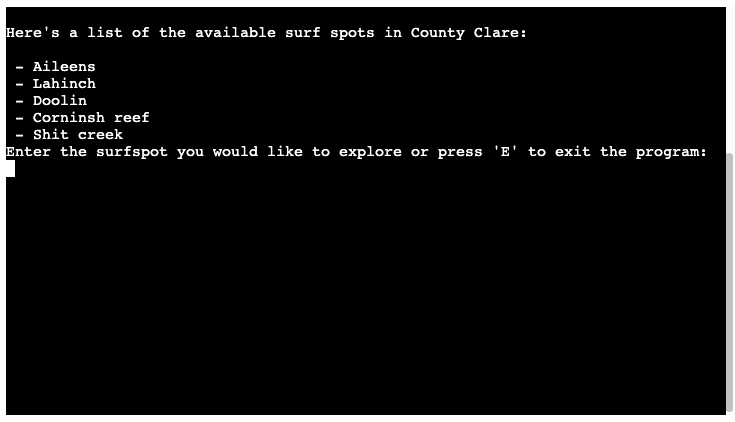 Here's a list of the available surf spots in County Clare:
- Aileens
- Lahinch
- Doolin
- Corninsh reef
- Shit creek
Enter the surfspot you would like to explore or press 'E' to exit the program: